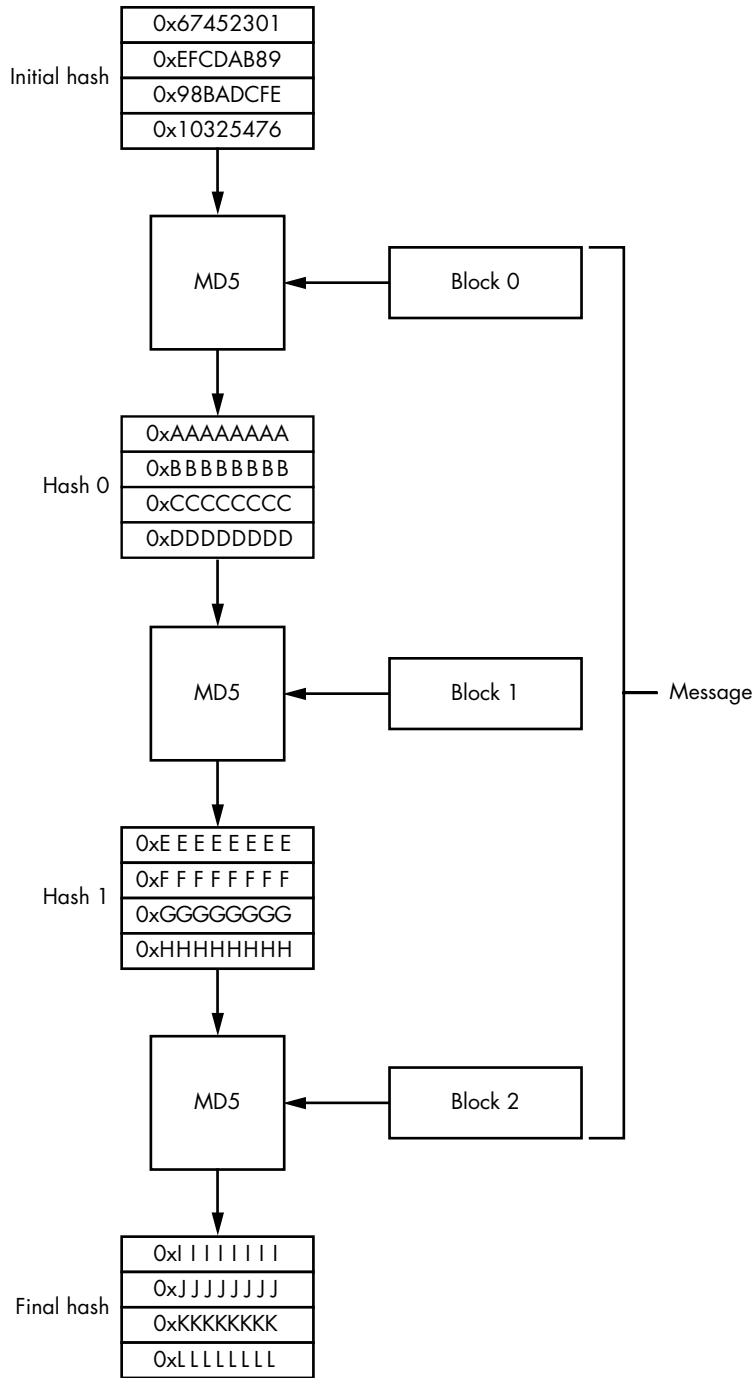 0x67452301
0xEFCDAB89
Initial hash
0x98BADCFE
0x10325476
MD5
Block 0
0xAAAAAAAA
0xBBBBBBBB
Hash 0
0xCCCCCCCC
0xDDDDDDDD
MD5
Block 1
Message
0xEEEEEEEE
0xFFFFFFFF
Hash 1
0xGGGGGGGG
0xHHHHHHHH
MD5
Block 2
0xIIIIIIII
0xJJJJJJJJ
Final hash
0xKKKKKKKK
0xLLLLLLLL